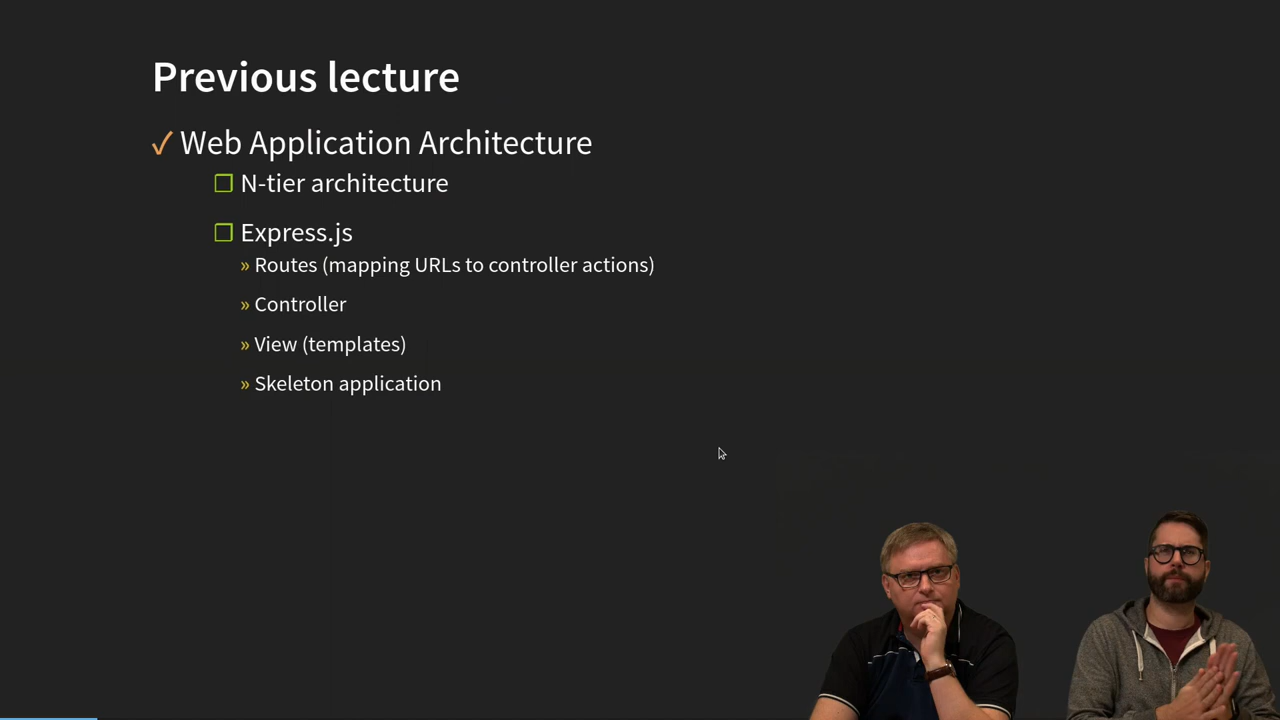 Previous lecture
✓ Web Application Architecture
❐ N-tier architecture
❐ Express.js
» Routes (mapping URLs to controller actions)
» Controller
» View (templates)
» Skeleton application